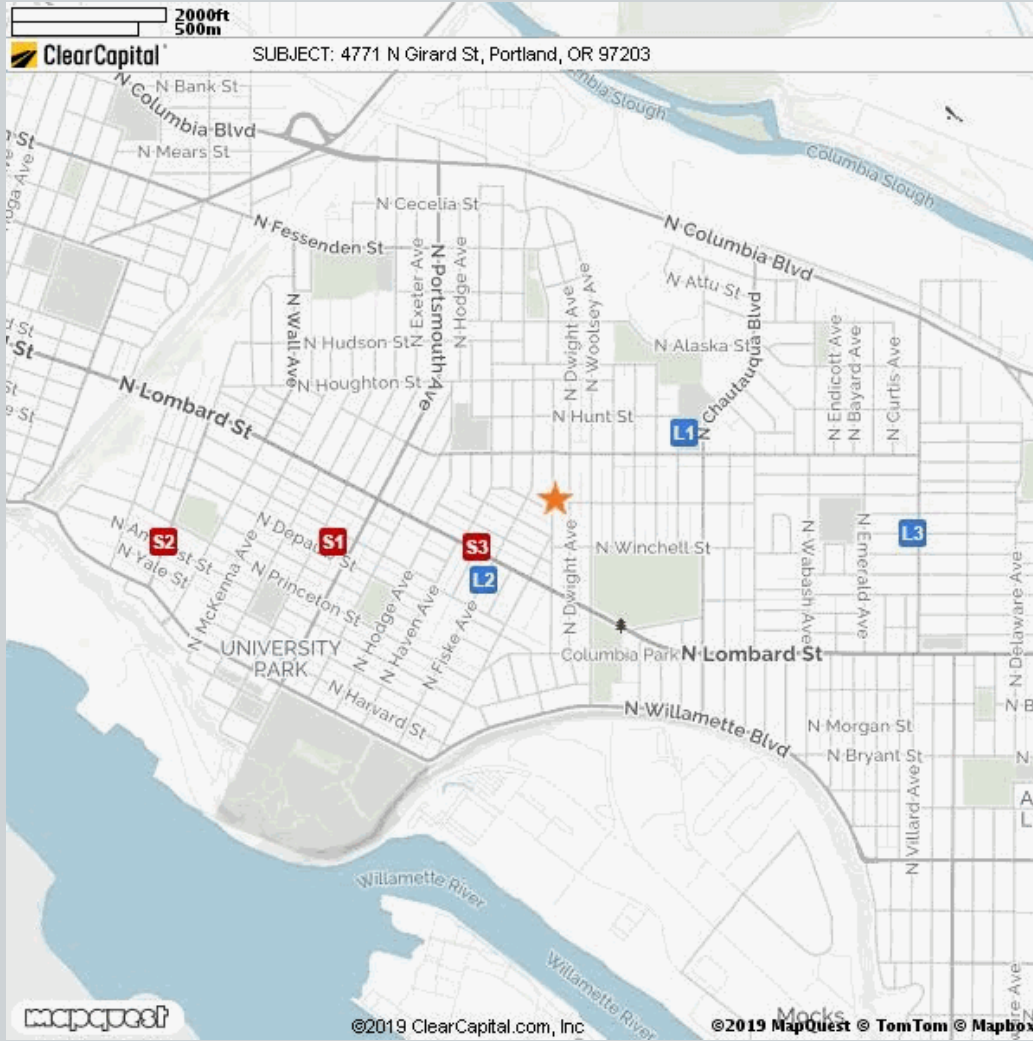 2000ft
500m
ClearCapital
SUBJECT: 4771 N Girard St, Portland, OR 97203
N Bank St
N Columbia Blvd
N Mears St
Columbia Slough
N Cecelia St
N Fessenden St
N Columbia Blvd
N Attu St
N Exeter Ave
N Portsmouth Ave
N Hodge Ave
N Wall Ave
N Dwight Ave
N Woolsey Ave
N Chautauqua Blvd
N Hudson St
N Alaska St
N Endicott Ave
N Bayard Ave
N Curtis Ave
N Houghton St
N Lombard St
N Hunt St
L1
S2
S1
S3
L2
L3
N Yale St
N Princeton St
N McKenna Ave
N Winchell St
N Dwight Ave
N Wabash Ave
N Emerald Ave
N Delaware Ave
N Hodge Ave
N Haven Ave
N Fiske Ave
UNIVERSITY
PARK
Columbia Park
N Lombard St
N Harvard St
N Willamette Blvd
N Morgan St
N Bryant St
N Villard Ave
Willamette River
Willamette River
Mocks
mapquest
©2019 ClearCapital.com, Inc
©2019 MapQuest © TomTom © Mapbox